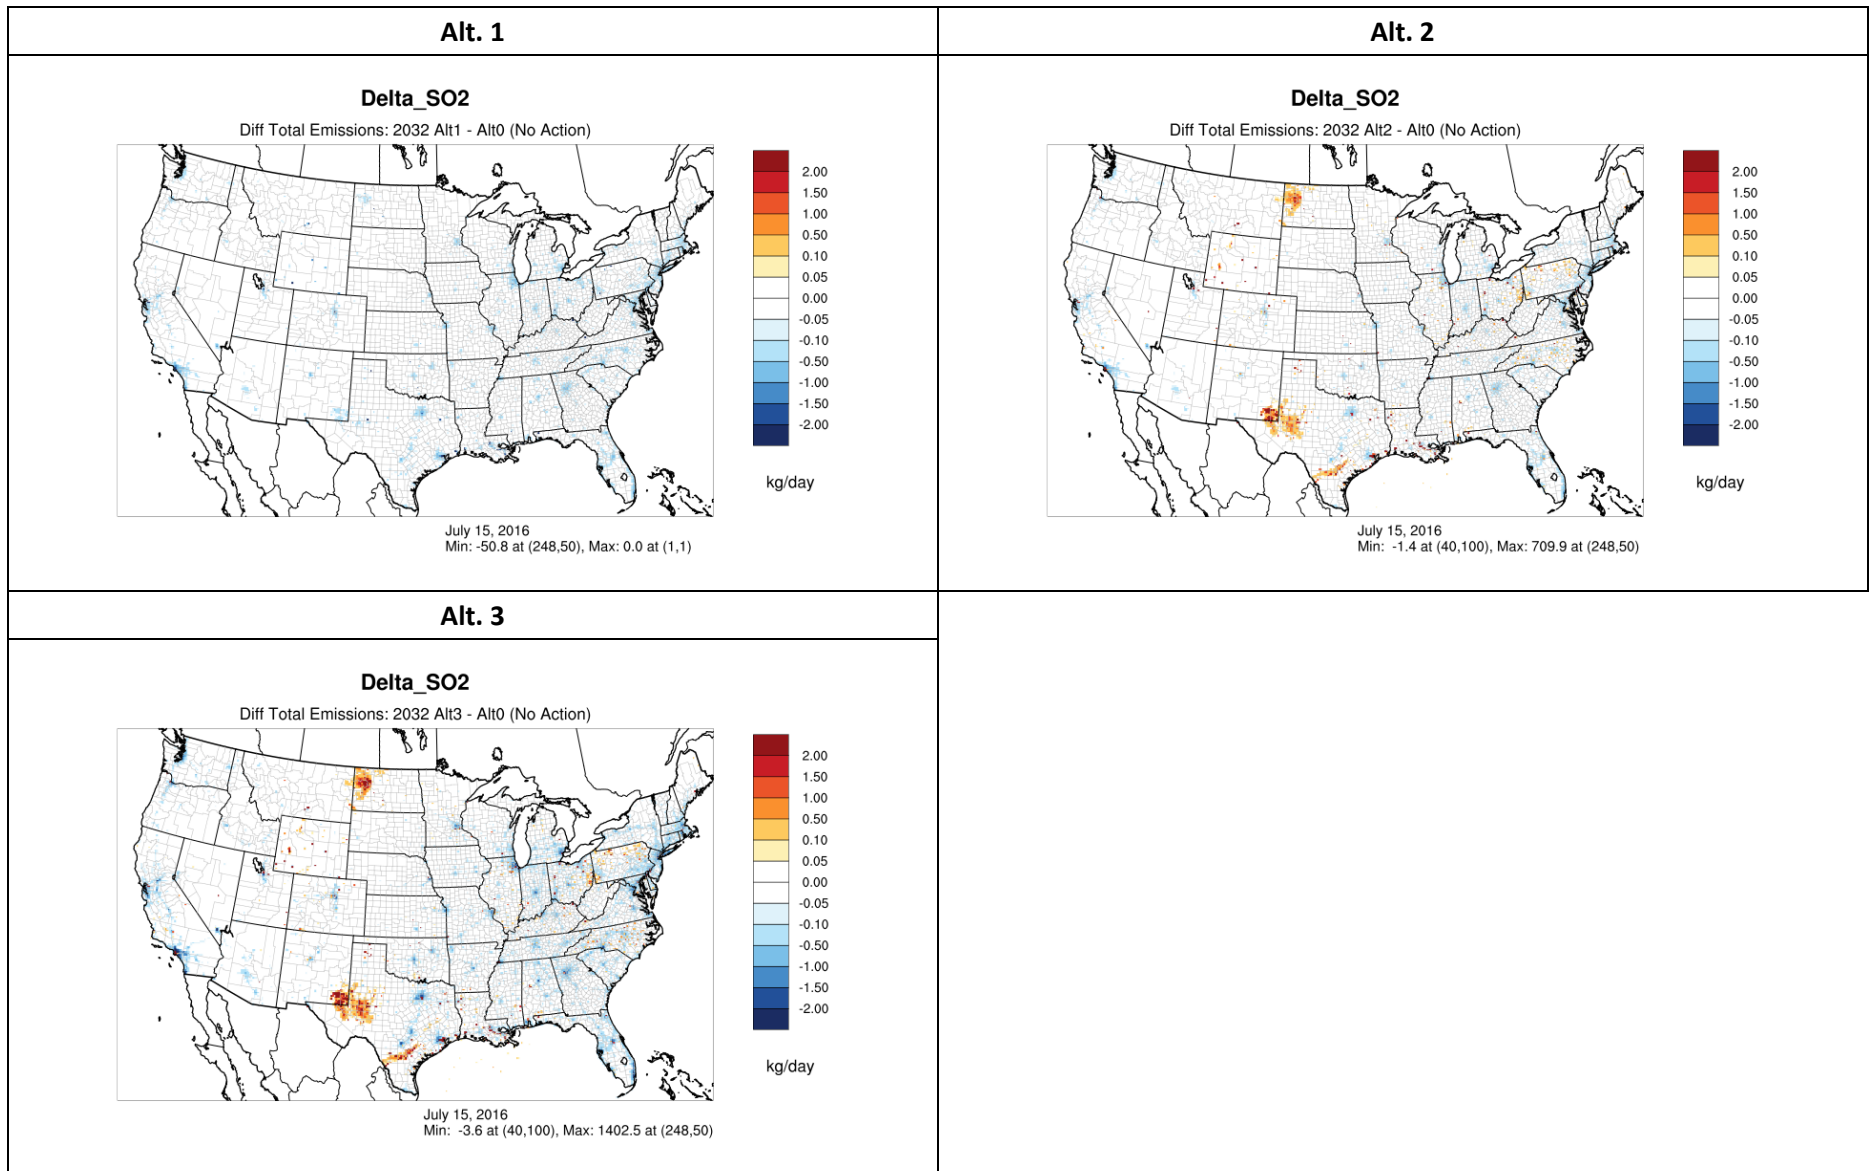 Alt. 1
Delta_SO2
Diff Total Emissions: 2032 Alt1 - Alt0 (No Action)
2.00
1.50
1.00
0.50
0.10
0.05
0.00
-0.05
-0.10
-0.50
-1.00
-1.50
-2.00
kg/day
July 15, 2016
Min: -50.8 at (248,50), Max: 0.0 at (1,1)
Alt. 2
Delta_SO2
Diff Total Emissions: 2032 Alt2 - Alt0 (No Action)
2.00
1.50
1.00
0.50
0.10
0.05
0.00
-0.05
-0.10
-0.50
-1.00
-1.50
-2.00
kg/day
July 15, 2016
Min: -1.4 at (40,100), Max: 709.9 at (248,50)
Alt. 3
Delta_SO2
Diff Total Emissions: 2032 Alt3 - Alt0 (No Action)
2.00
1.50
1.00
0.50
0.10
0.05
0.00
-0.05
-0.10
-0.50
-1.00
-1.50
-2.00
kg/day
July 15, 2016
Min: -3.6 at (40,100), Max: 1402.5 at (248,50)